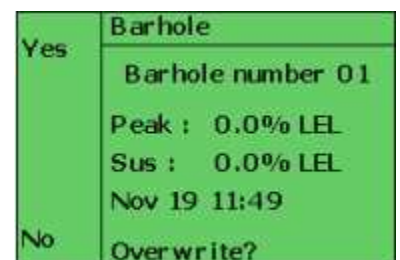 Yes
Barhole
Barhole number 01
Peak : 0.0% LEL
Sus : 0.0% LEL
Nov 19 11:49
No
Overwrite?